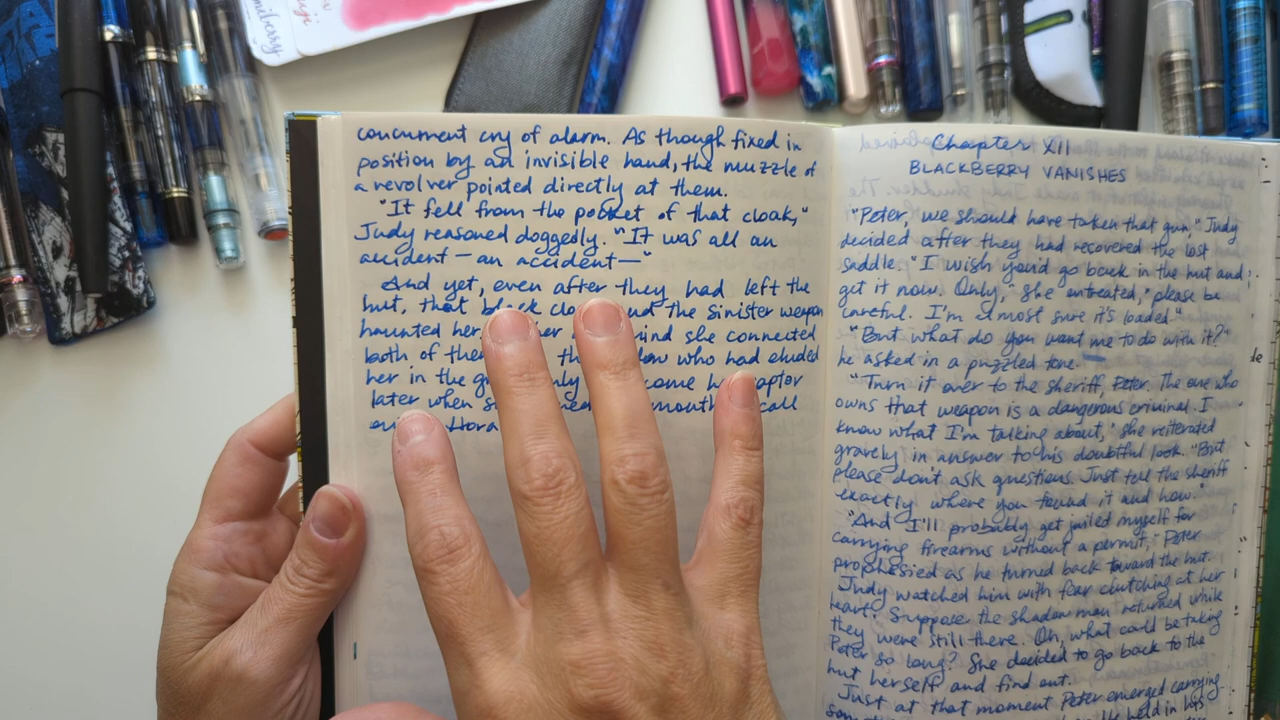 concurrent cry of alarm. As though fixed in
position by an invisible hand, the muzzle of
a revolver pointed directly at them.
"It fell from the pocket of that cloak,"
Judy reasoned doggedly. "It was all an
accident — an accident —"
And yet, even after they had left the
hut, that black the sinister weapon
haunted her. she connected
both of who had eluded
her in the
later when call
Chapter XII
BLACKBERRY VANISHES
"Peter, we should have taken that gun," Judy
decided after they had recovered the lost
saddle. "I wish you'd go back in the hut and
get it now. Only," she entreated, "please be
careful. I'm almost sure it's loaded."
"But what do you want me to do with it?"
he asked in a puzzled tone.
"Turn it over to the sheriff, Peter. The one who
owns that weapon is a dangerous criminal. I
know what I'm talking about," she reiterated
gravely in answer to his doubtful look. "But
please don't ask questions. Just tell the sheriff
exactly where you found it and how."
"And I'll probably get jailed myself for
carrying firearms without a permit," Peter
prophesied as he turned back toward the hut.
Judy watched him with fear clutching at her
heart. Suppose the shadow man returned while
they were still there. Oh, what could be taking
Peter so long? She decided to go back to the
hut herself and find out.
Just at that moment Peter emerged carrying
held in his